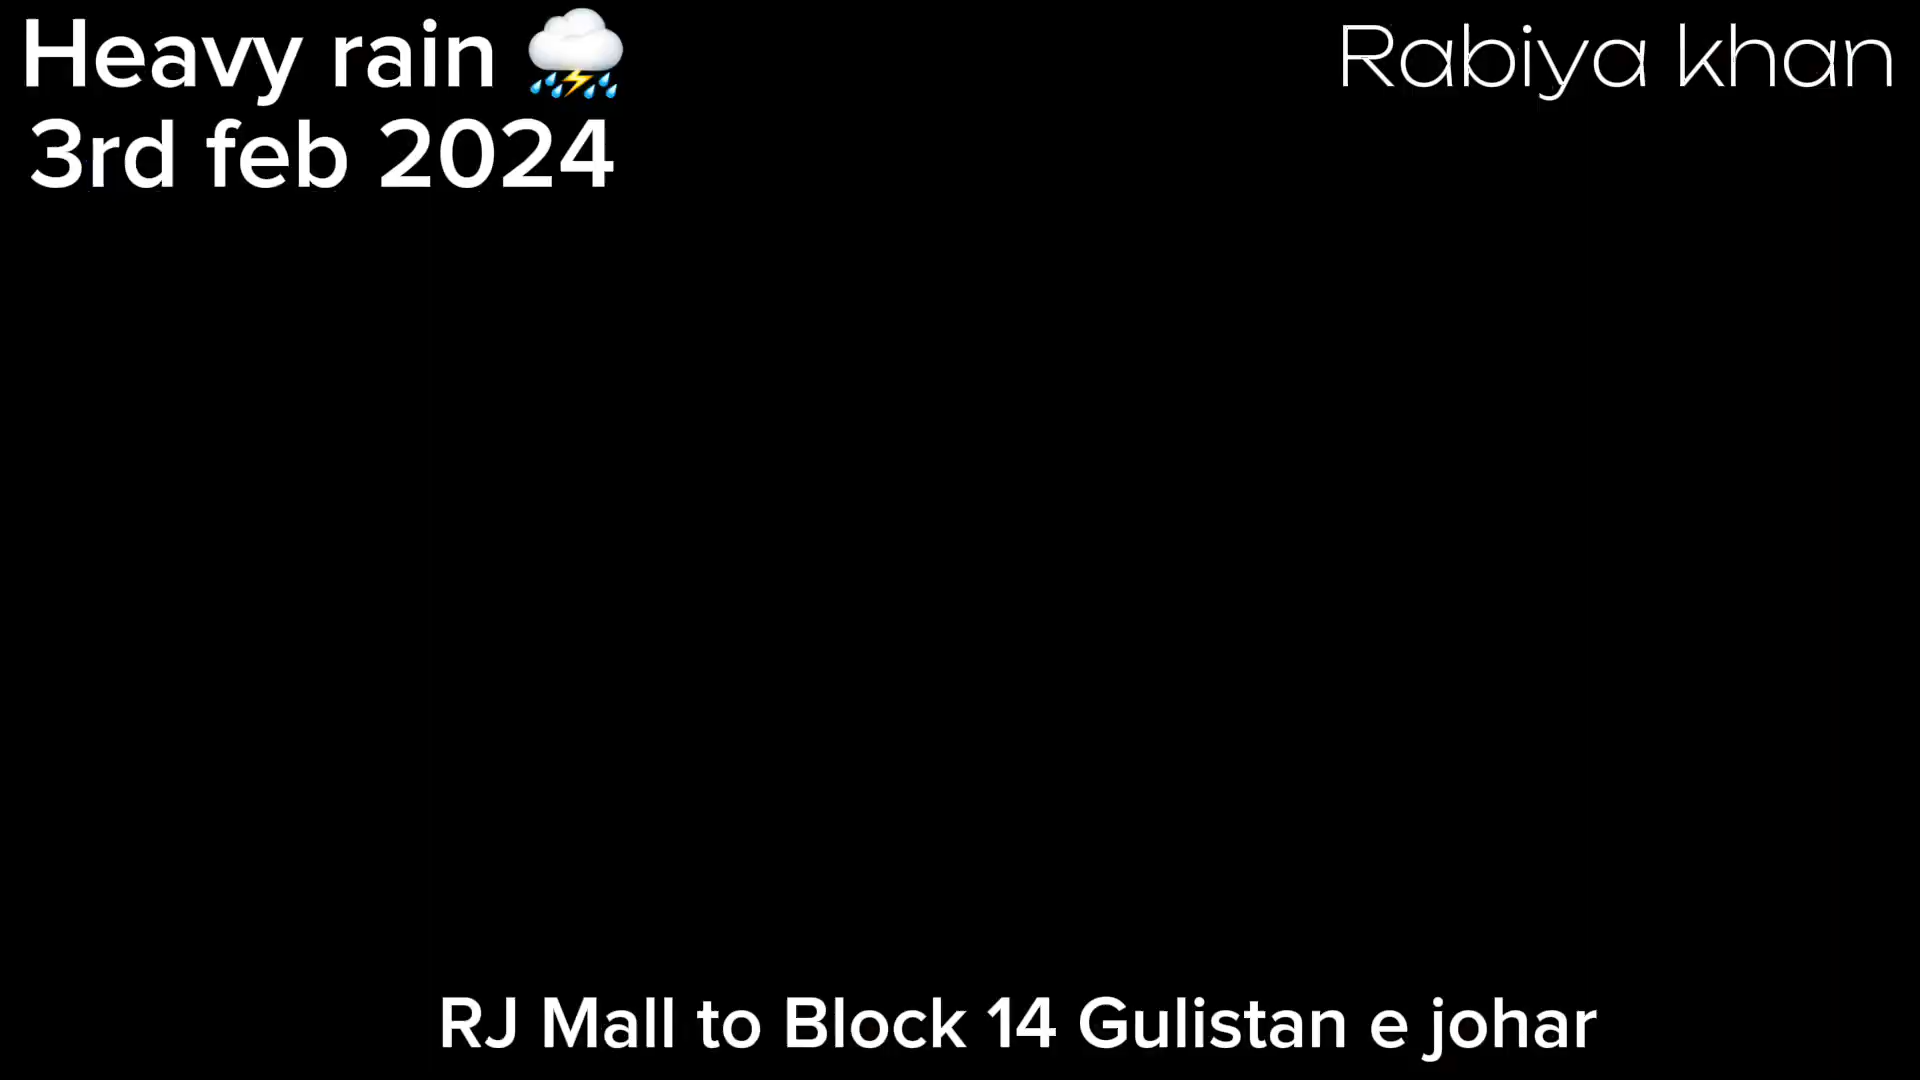 Heavy rain ⛈️
Rabiya khan
3rd feb 2024
RJ Mall to Block 14 Gulistan e johar